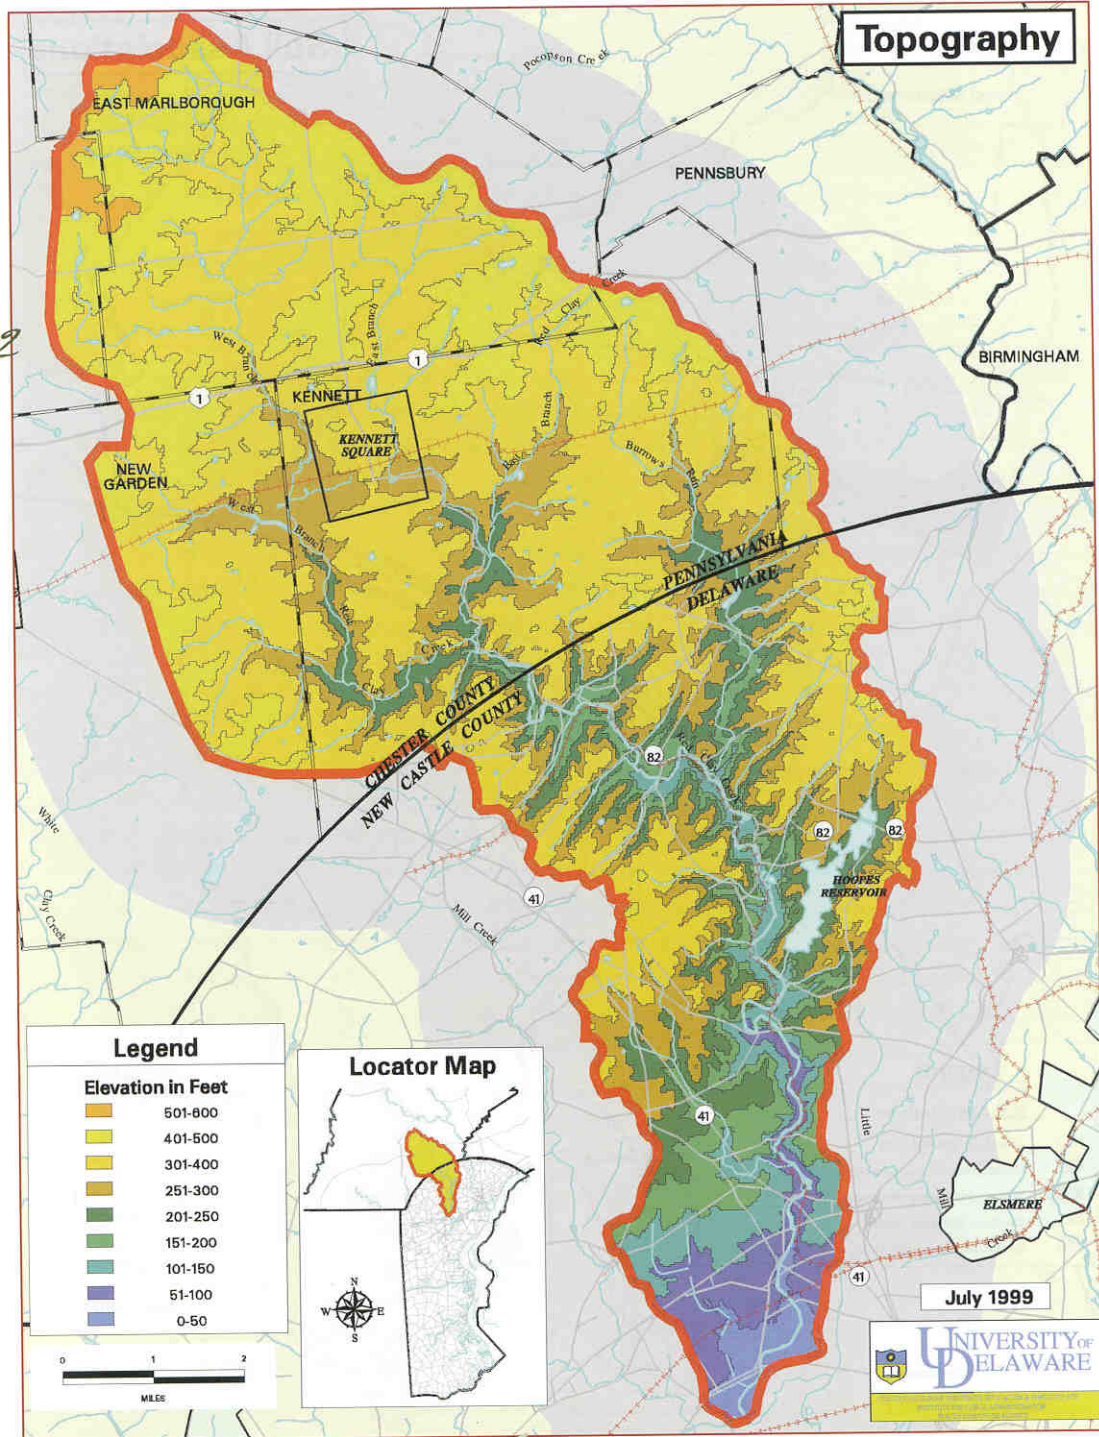 Topography
Pocopson Creek
EAST MARLBOROUGH
PENNSBURY
Red Clay Creek
West Branch
East Branch
1
1
BIRMINGHAM
KENNETT
KENNETT
SQUARE
NEW
GARDEN
East Branch
Burrows Run
West Branch Red Clay Creek
PENNSYLVANIA
DELAWARE
CHESTER COUNTY
NEW CASTLE COUNTY
Red Clay Creek
82
82
82
HOOPES
RESERVOIR
White
Clay Creek
41
Mill Creek
41
Little
Mill
Creek
ELSMERE
41
Legend
Elevation in Feet
501-600
401-500
301-400
251-300
201-250
151-200
101-150
51-100
0-50
0 1 2
MILES
Locator Map
N
W E
S
July 1999
UNIVERSITY OF
DELAWARE